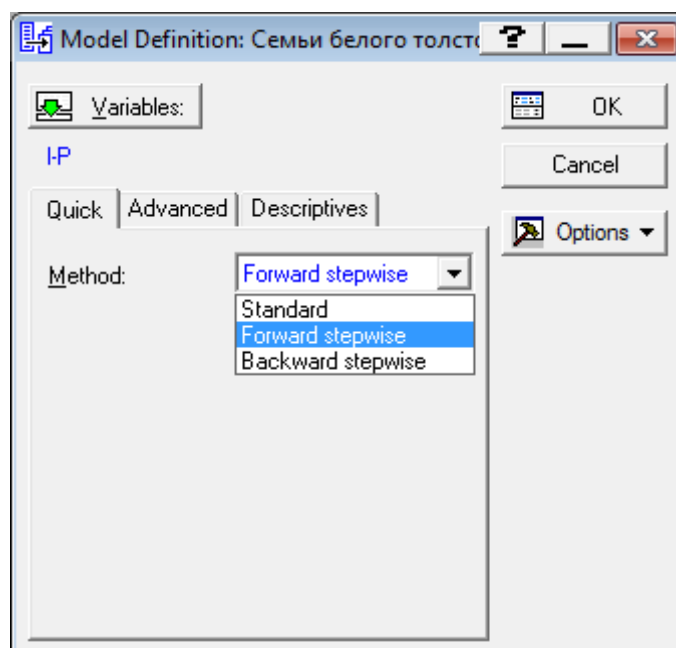 Model Definition: Семьи белого толсто
?
Variables:
OK
I-P
Cancel
Quick
Advanced
Descriptives
Options
Method:
Forward stepwise
Standard
Forward stepwise
Backward stepwise